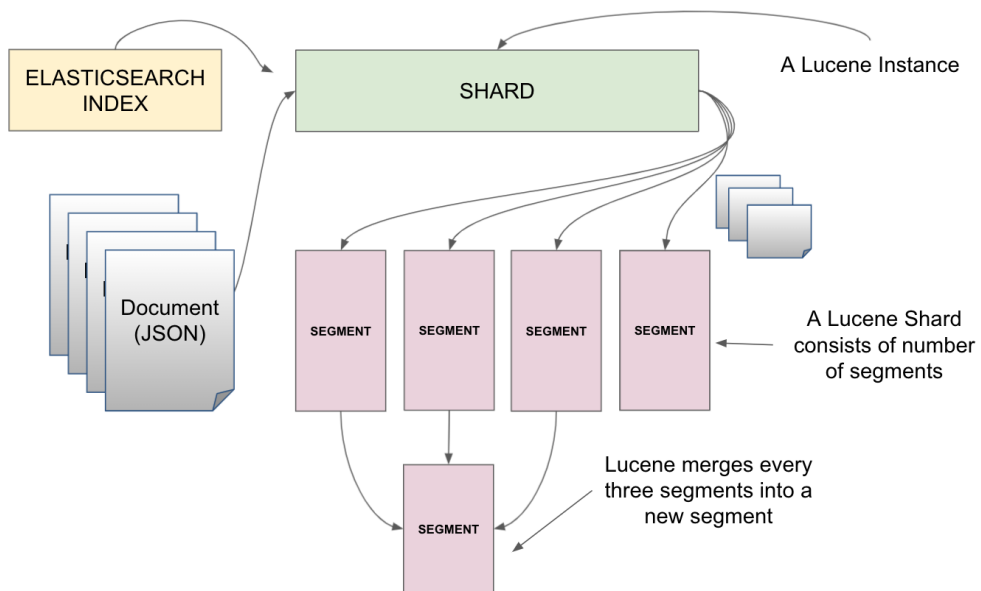 ELASTICSEARCH
INDEX
SHARD
A Lucene Instance
Document
(JSON)
SEGMENT
SEGMENT
SEGMENT
SEGMENT
A Lucene Shard
consists of number
of segments
Lucene merges every
three segments into a
new segment
SEGMENT